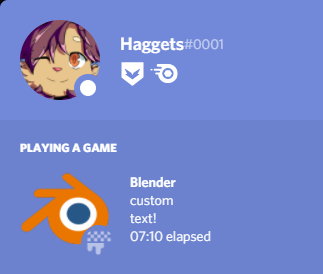 Haggets#0001
PLAYING A GAME
Blender
custom
text!
07:10 elapsed